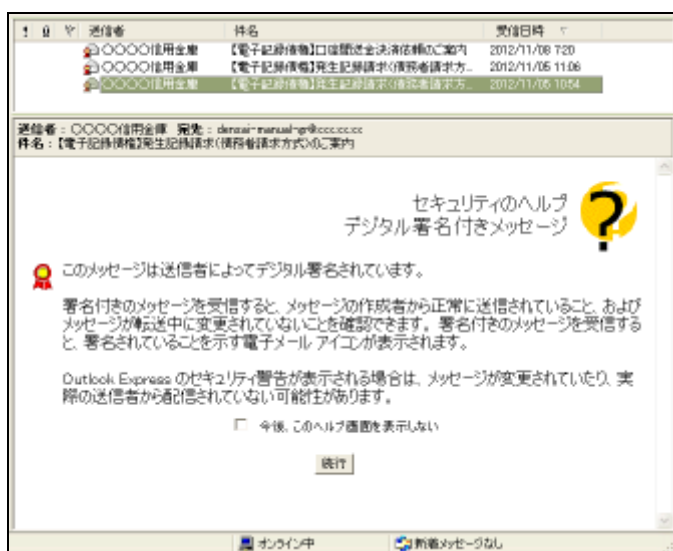 ! 送信者 件名 受信日時
〇〇〇〇信用金庫 【電子記録債権】口座間送金決済依頼のご案内 2012/11/08 7:20
〇〇〇〇信用金庫 【電子記録債権】発生記録請求(債務者請求方... 2012/11/05 11:06
〇〇〇〇信用金庫 【電子記録債権】発生記録請求(債務者請求方... 2012/11/05 10:54
送信者: 〇〇〇〇信用金庫 宛先:
件名: 【電子記録債権】発生記録請求(債務者請求方式)のご案内
セキュリティのヘルプ
デジタル署名付きメッセージ
このメッセージは送信者によってデジタル署名されています。
署名付きのメッセージを受信すると、メッセージの作成者から正常に送信されていること、および
メッセージが転送中に変更されていないことを確認できます。署名付きのメッセージを受信する
と、署名されていることを示す電子メール アイコンが表示されます。
Outlook Express のセキュリティ警告が表示される場合は、メッセージが変更されていたり、実
際の送信者から配信されていない可能性があります。
今後、このヘルプ画面を表示しない
続行
オンライン中 新着メッセージなし